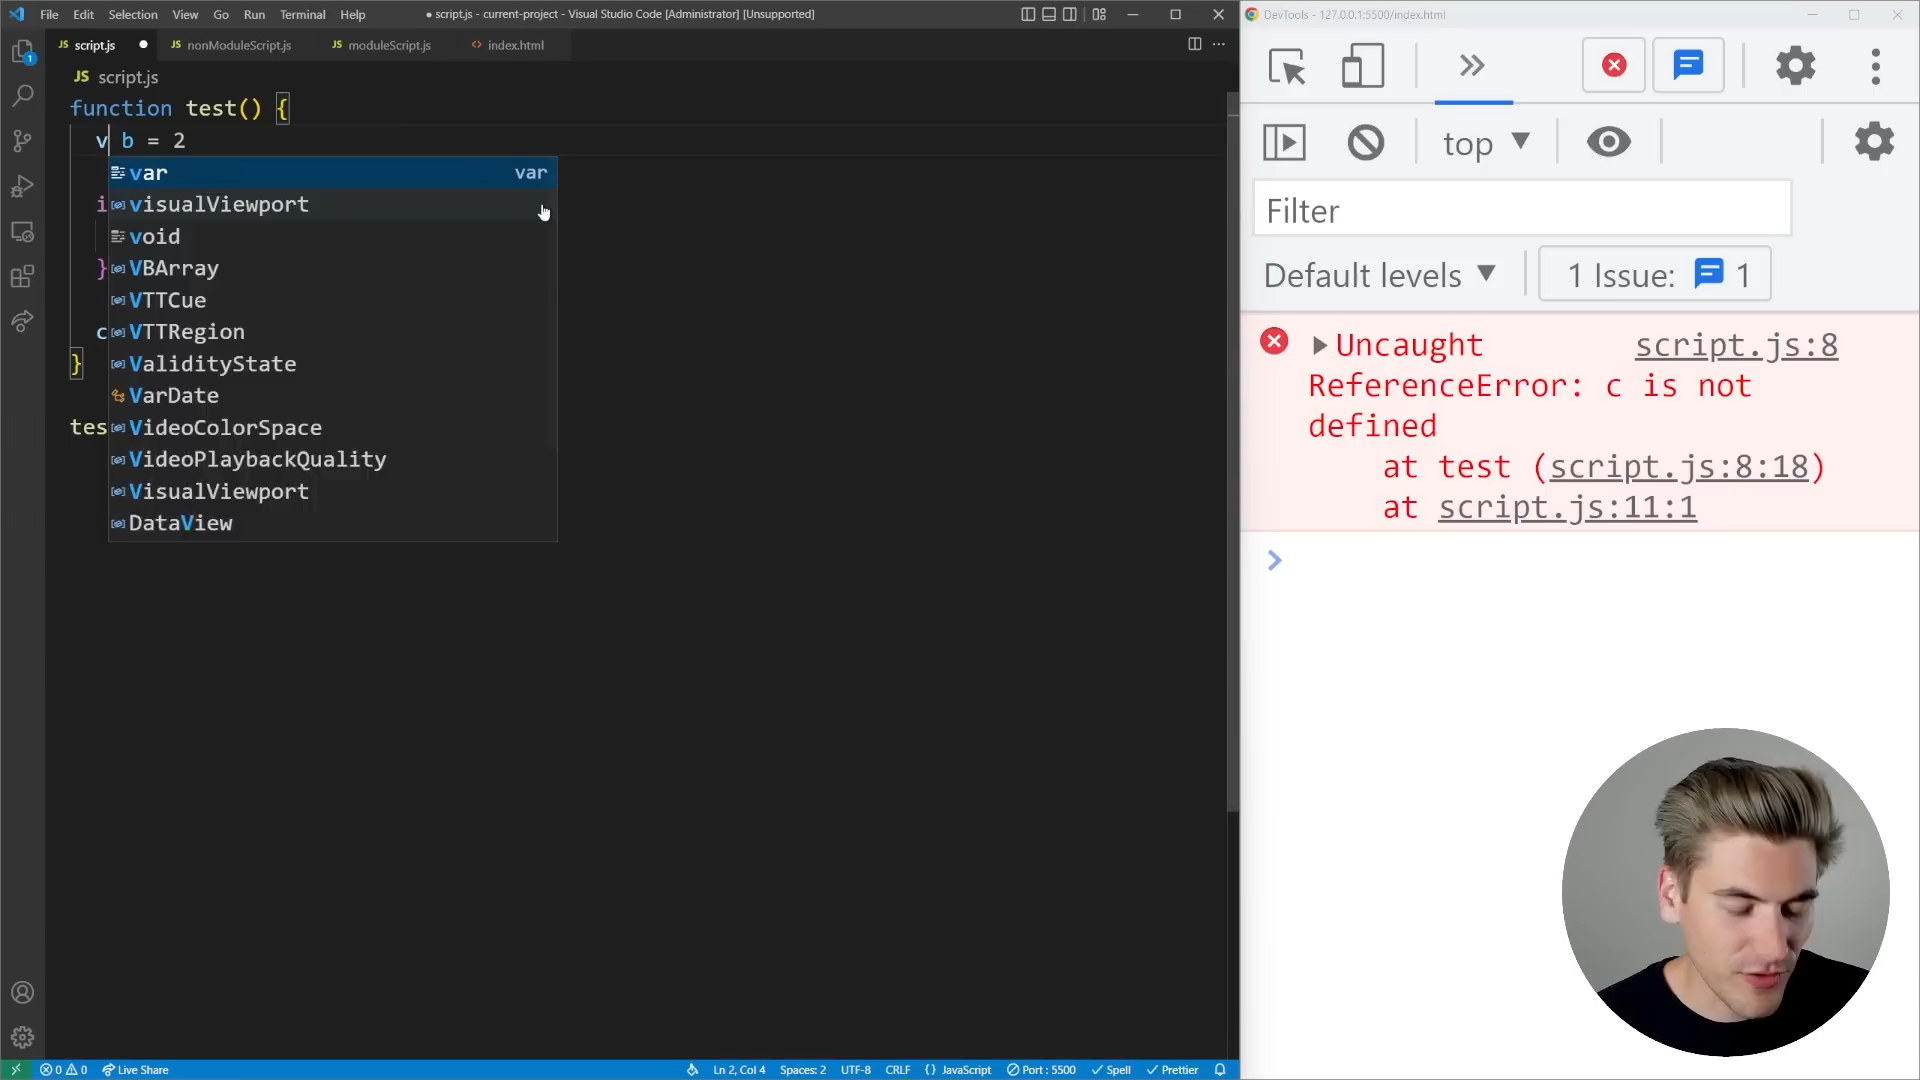 File Edit Selection View Go Run Terminal Help
● script.js - current-project - Visual Studio Code [Administrator] [Unsupported]
JS script.js ● JS nonModuleScript.js JS moduleScript.js <> index.html
JS script.js
function test() {
v b = 2
var var
i visualViewport
void
} VBArray
VTTCue
c VTTRegion
} ValidityState
VarDate
tes VideoColorSpace
VideoPlaybackQuality
VisualViewport
DataView
1
0 0 Live Share
Ln 2, Col 4 Spaces: 2 UTF-8 CRLF {} JavaScript Port : 5500 Spell Prettier
DevTools - 127.0.0.1:5500/index.html
top
Filter
Default levels 1 Issue: 1
Uncaught script.js:8
ReferenceError: c is not
defined
at test (script.js:8:18)
at script.js:11:1